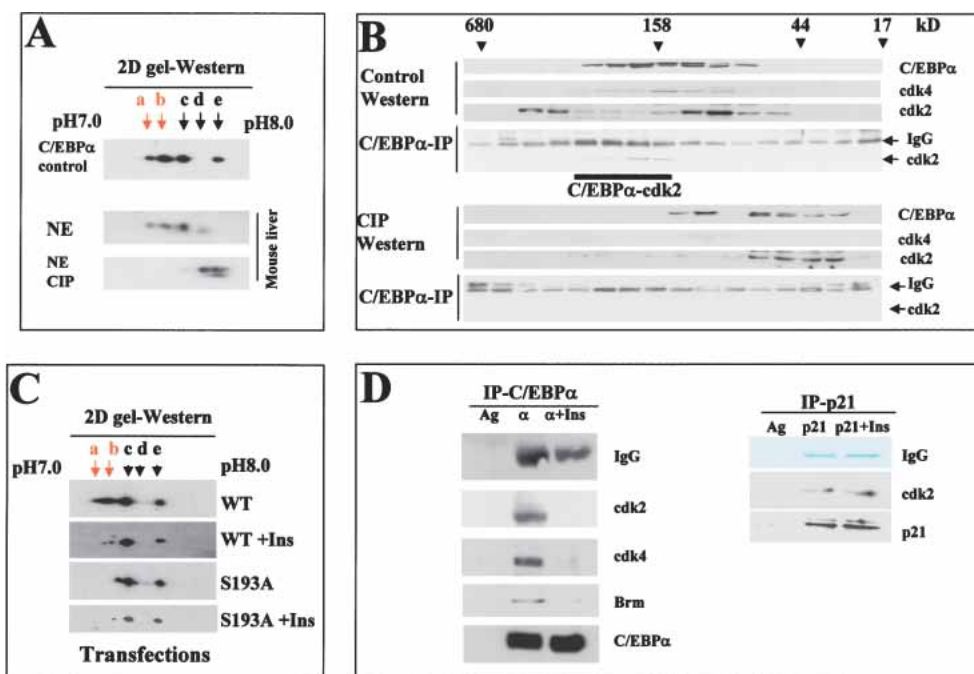 A
2D gel-Western
a b c d e
pH7.0 pH8.0
C/EBPα
control
NE
NE
CIP
Mouse liver
B
680 158 44 17 kD
Control
Western
C/EBPα
cdk4
cdk2
C/EBPα-IP
IgG
cdk2
C/EBPα-cdk2
CIP
Western
C/EBPα
cdk4
cdk2
C/EBPα-IP
IgG
cdk2
C
2D gel-Western
a b c d e
pH7.0 pH8.0
WT
WT +Ins
S193A
S193A +Ins
Transfections
D
IP-C/EBPα
Ag α α+Ins
IgG
cdk2
cdk4
Brm
C/EBPα
IP-p21
Ag p21 p21+Ins
IgG
cdk2
p21